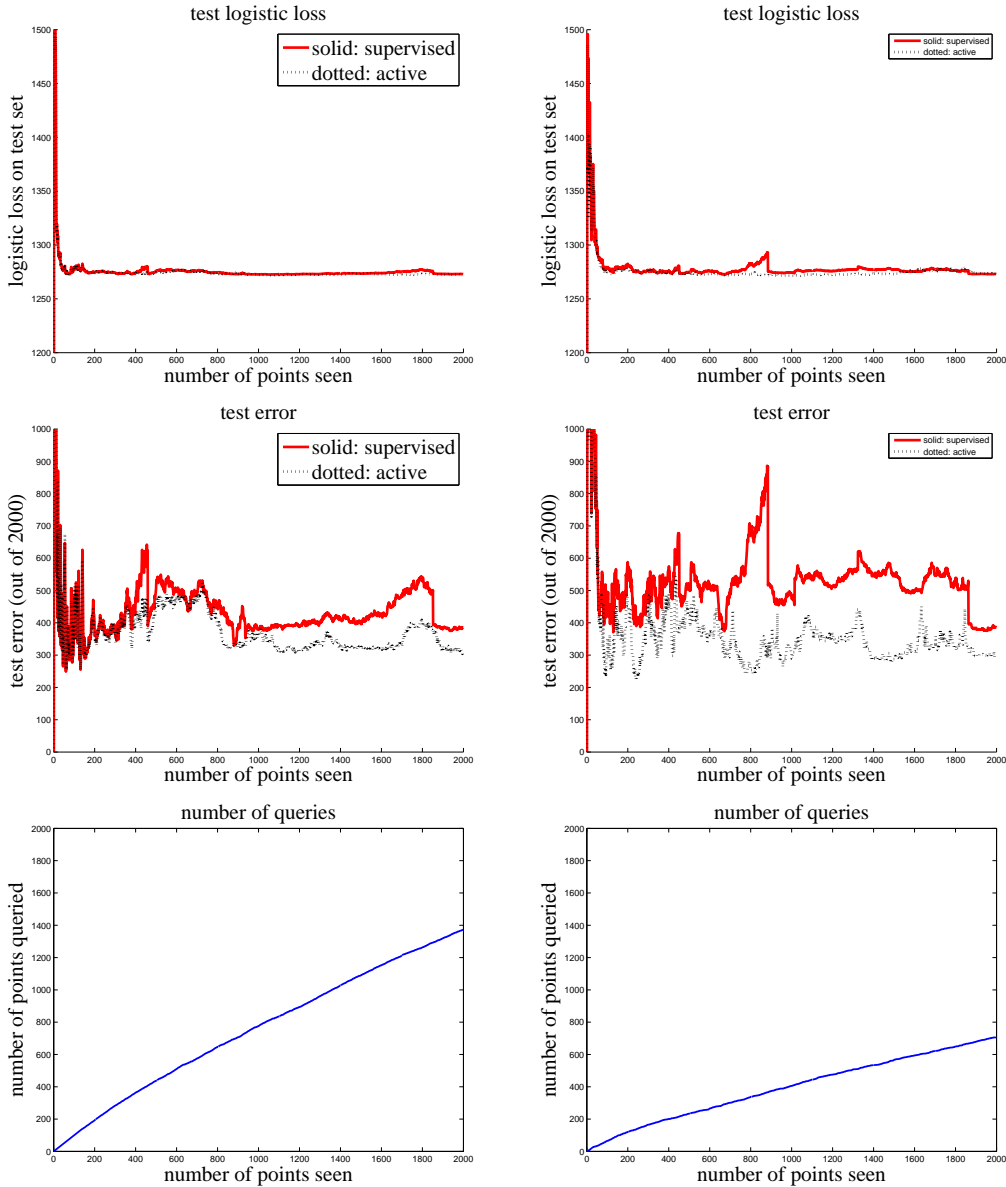 test logistic loss
1500
1450
1400
1350
1300
1250
1200
logistic loss on test set
solid: supervised
dotted: active
0 200 400 600 800 1000 1200 1400 1600 1800 2000
number of points seen
test logistic loss
1500
1450
1400
1350
1300
1250
1200
logistic loss on test set
solid: supervised
dotted: active
0 200 400 600 800 1000 1200 1400 1600 1800 2000
number of points seen
test error
1000
900
800
700
600
500
400
300
200
100
0
test error (out of 2000)
solid: supervised
dotted: active
0 200 400 600 800 1000 1200 1400 1600 1800 2000
number of points seen
test error
1000
900
800
700
600
500
400
300
200
100
0
test error (out of 2000)
solid: supervised
dotted: active
0 200 400 600 800 1000 1200 1400 1600 1800 2000
number of points seen
number of queries
2000
1800
1600
1400
1200
1000
800
600
400
200
0
number of points queried
0 200 400 600 800 1000 1200 1400 1600 1800 2000
number of points seen
number of queries
2000
1800
1600
1400
1200
1000
800
600
400
200
0
number of points queried
0 200 400 600 800 1000 1200 1400 1600 1800 2000
number of points seen